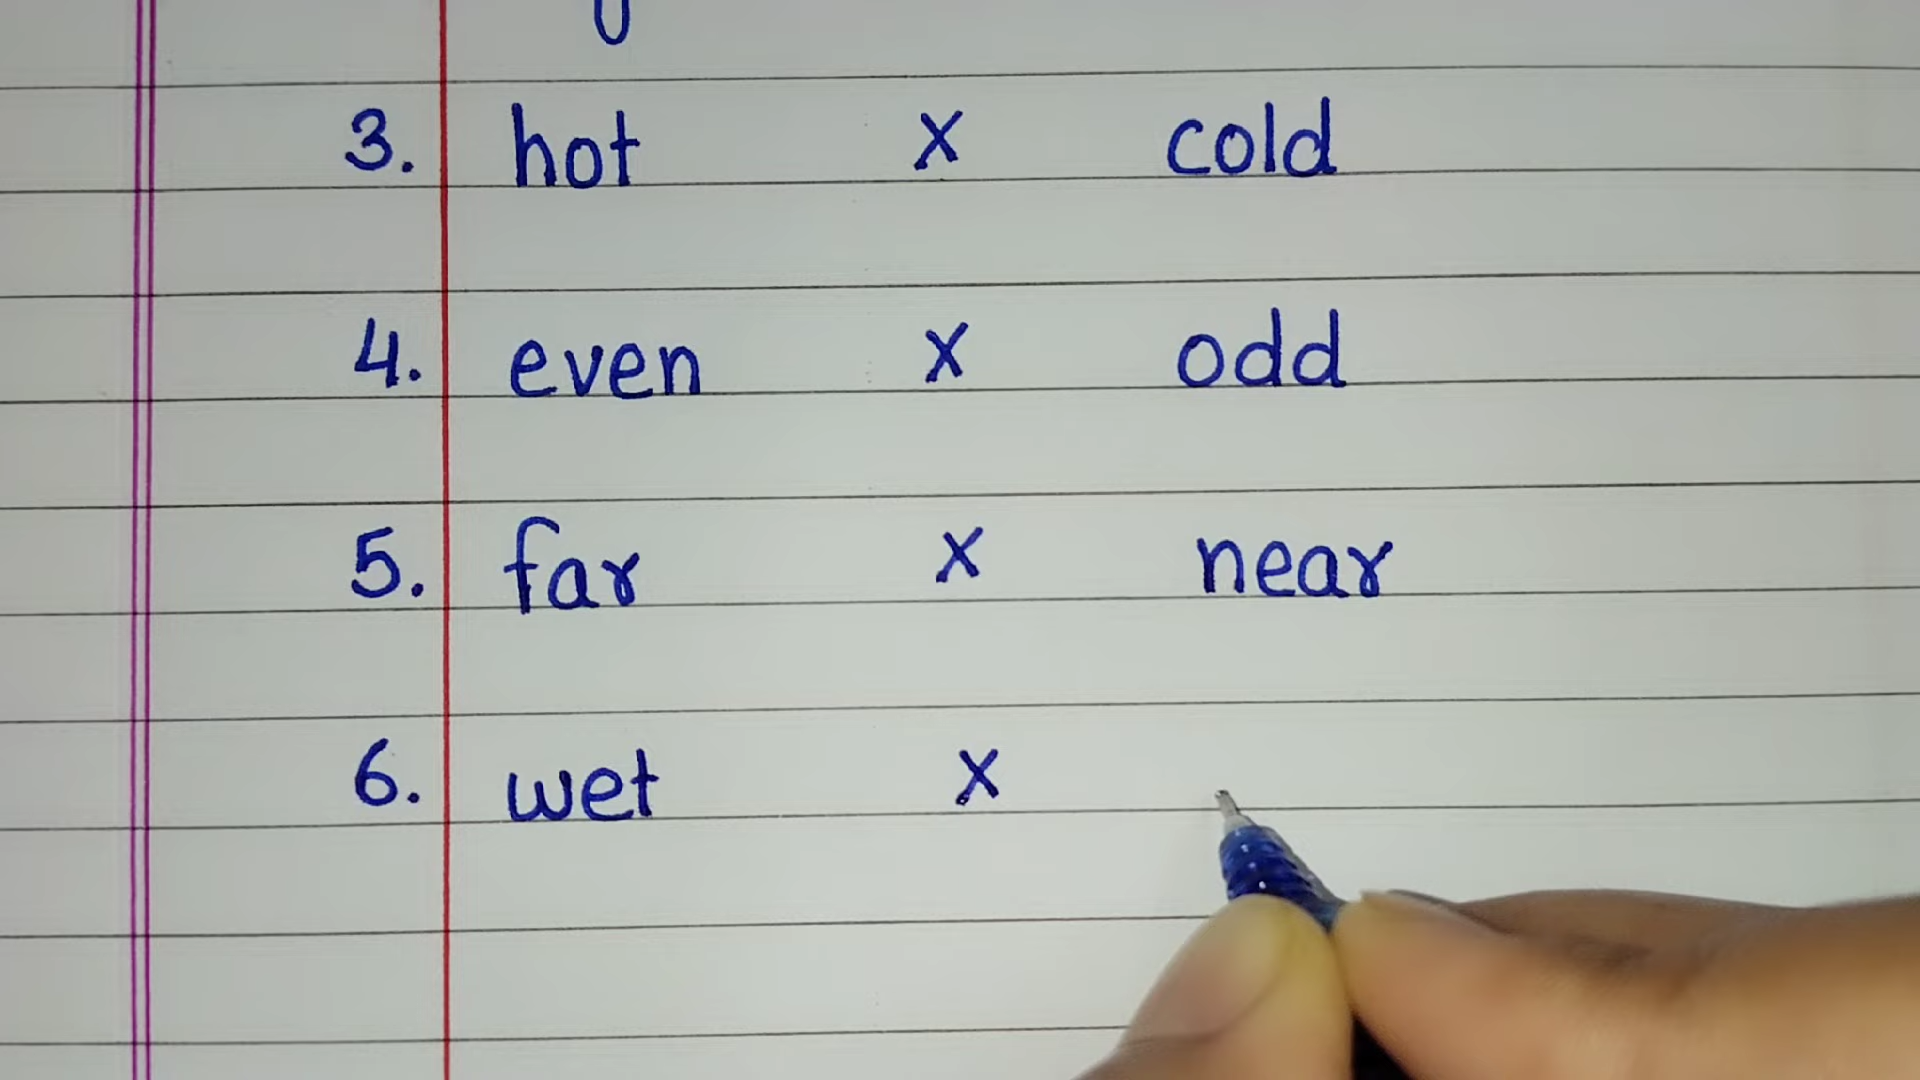 3. hot x cold
4. even x odd
5. far x near
6. wet x